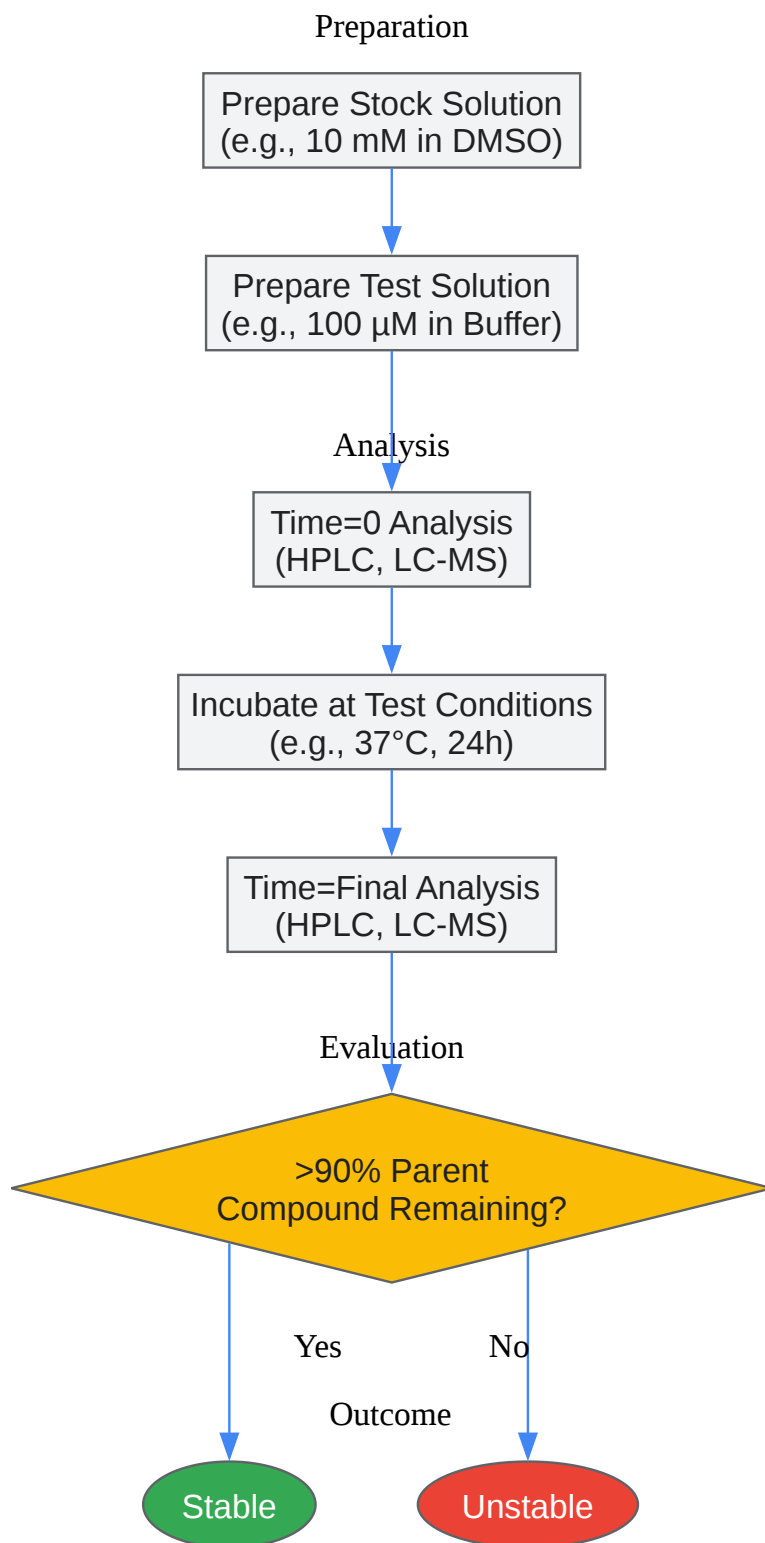 Preparation
Prepare Stock Solution
(e.g., 10 mM in DMSO)
Prepare Test Solution
(e.g., 100 µM in Buffer)
Analysis
Time=0 Analysis
(HPLC, LC-MS)
Incubate at Test Conditions
(e.g., 37°C, 24h)
Time=Final Analysis
(HPLC, LC-MS)
Evaluation
>90% Parent
Compound Remaining?
Yes
No
Outcome
Stable
Unstable